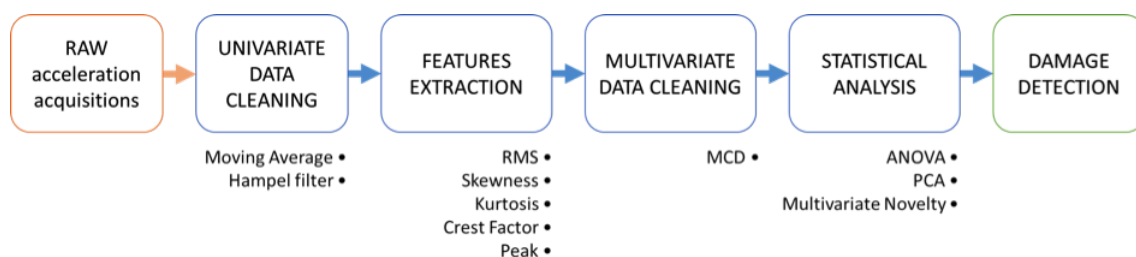 RAW
acceleration
acquisitions
UNIVARIATE
DATA
CLEANING
FEATURES
EXTRACTION
MULTIVARIATE
DATA CLEANING
STATISTICAL
ANALYSIS
DAMAGE
DETECTION
Moving Average •
Hampel filter •
RMS •
Skewness •
Kurtosis •
Crest Factor •
Peak •
MCD •
ANOVA •
PCA •
Multivariate Novelty •